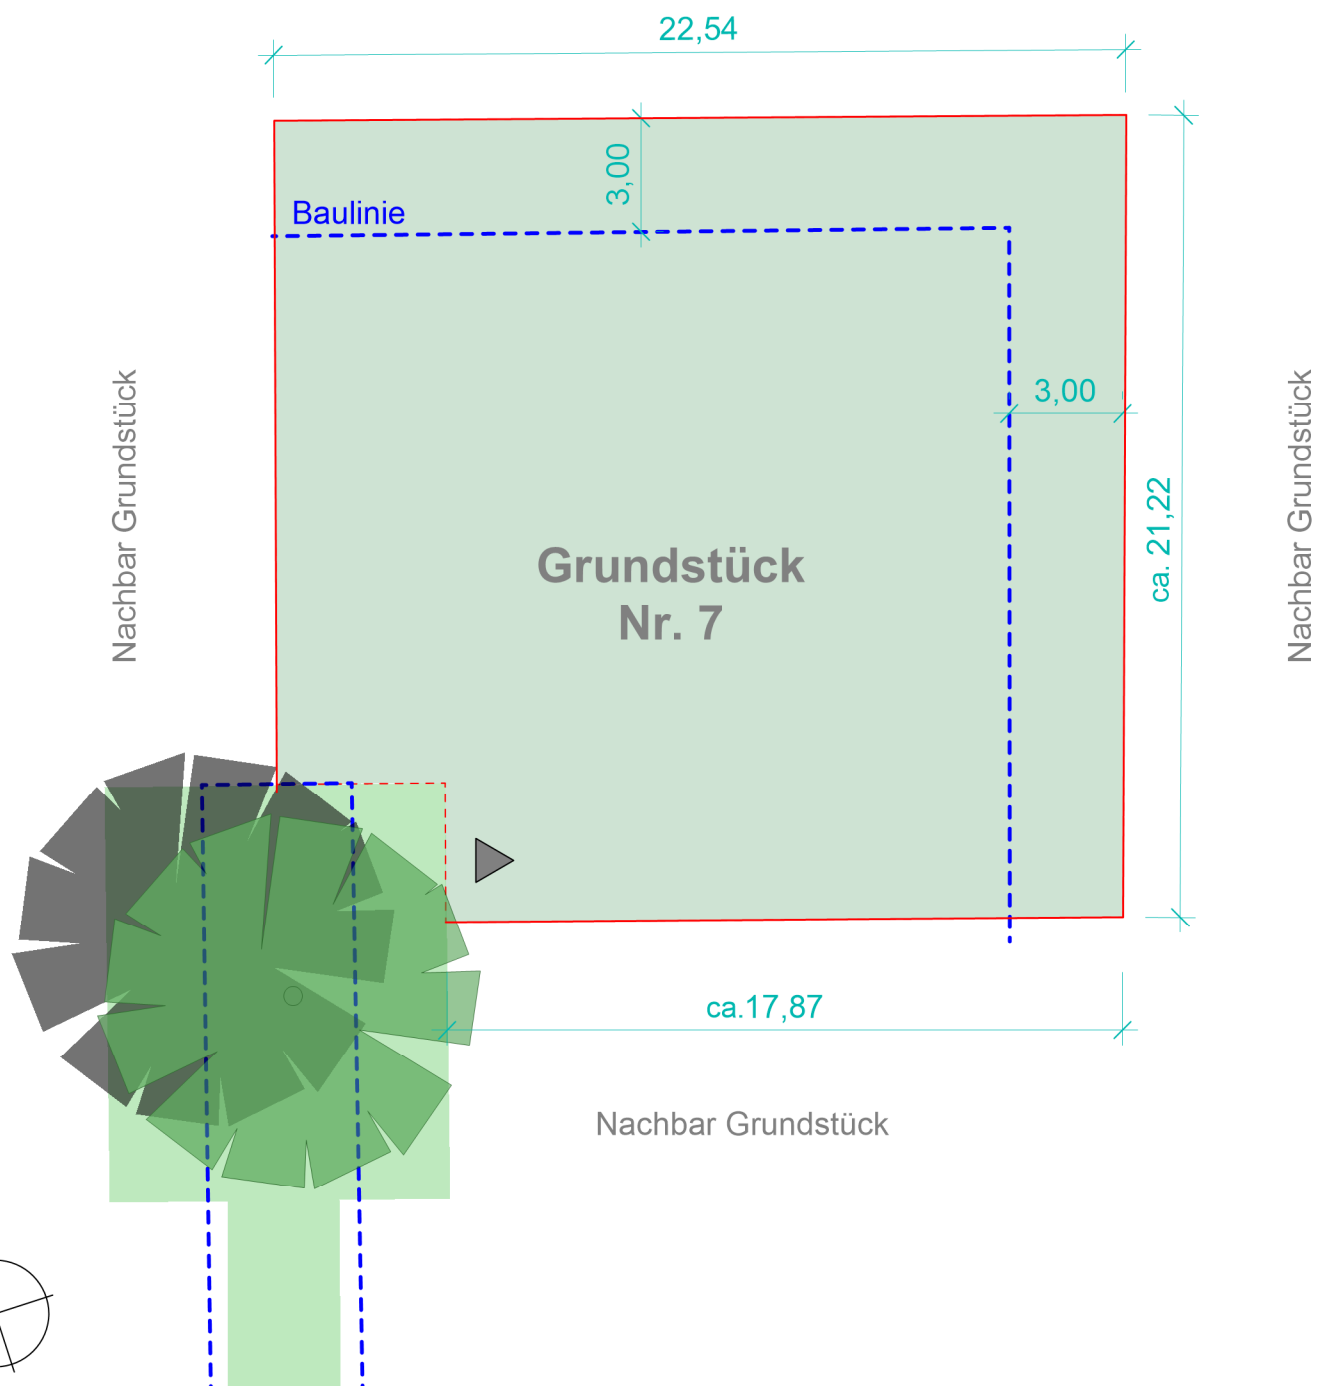 22,54
3,00
Baulinie
3,00
Nachbar Grundstück
Nachbar Grundstück
ca. 21,22
Grundstück
Nr. 7
ca.17,87
Nachbar Grundstück